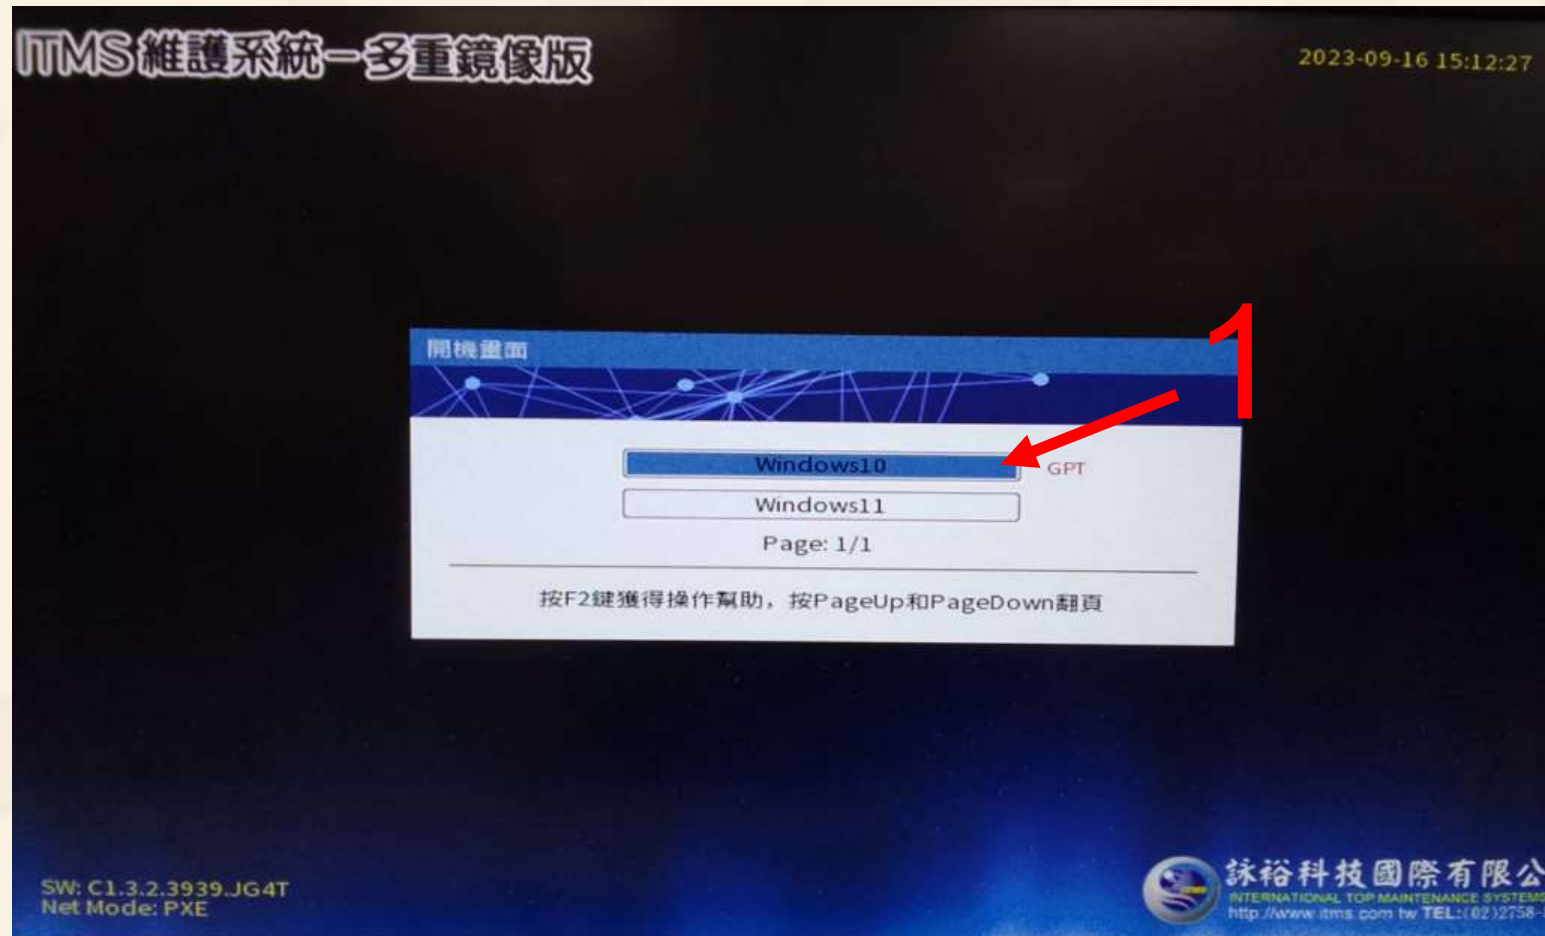 ITMS 維護系統－多重鏡像版
2023-09-16 15:12:27
開機畫面
1
Windows10
GPT
Windows11
Page: 1/1
按F2鍵獲得操作幫助，按PageUp和PageDown翻頁
SW: C1.3.2.3939.JG4T
Net Mode: PXE
詠裕科技國際有限公
INTERNATIONAL TOP MAINTENANCE SYSTEMS
http://www.itms.com.tw TEL:(02)2758-